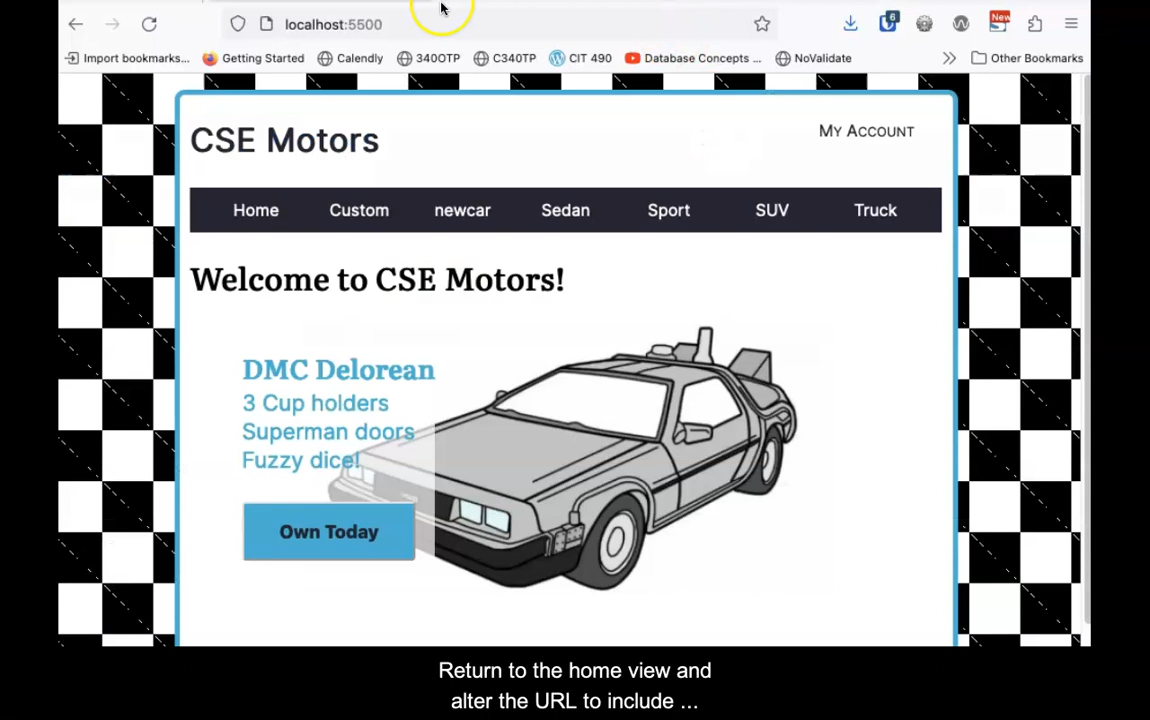 localhost:5500
6
New
Import bookmarks... Getting Started Calendly 340OTP C340TP CIT 490 Database Concepts ... NoValidate Other Bookmarks
CSE Motors
MY ACCOUNT
Home Custom newcar Sedan Sport SUV Truck
Welcome to CSE Motors!
DMC Delorean
3 Cup holders
Superman doors
Fuzzy dice!
Own Today
Return to the home view and
alter the URL to include ...